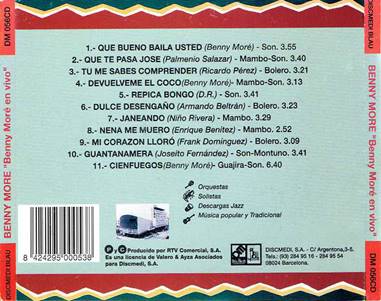 DM 056CD
DISCMEDI BLAU
BENNY MORE "Benny Moré en vivo"
1.- QUE BUENO BAILA USTED (Benny Moré) - Son. 3.55
2.- QUE TE PASA JOSE (Palmenio Salazar) - Mambo-Son. 3.40
3.- TU ME SABES COMPRENDER (Ricardo Pérez) - Bolero. 3.21
4.- DEVUELVEME EL COCO (Benny Moré) - Mambo-Son. 3.13
5.- REPICA BONGO (D.R.) - Son. 3.41
6.- DULCE DESENGAÑO (Armando Beltrán) - Bolero. 3.23
7.- JANEANDO (Niño Rivera) - Mambo. 3.29
8.- NENA ME MUERO (Enrique Benitez) - Mambo. 2.52
9.- MI CORAZON LLORÓ (Frank Domínguez) - Bolero. 3.21
10.- GUANTANAMERA (Joseito Fernández) - Son-Montuno. 3.41
11.- CIENFUEGOS (Benny Moré) - Guajira-Son. 6.40
Orquestas
Solistas
Descargas Jazz
Música popular y Tradicional
8 424295 000538
P y C Producido por RTV Comercial, S.A.
Es una licencia de Valero & Ayza Asociados
para Discmedi, S.A.
DISCMEDI, S.A. - C/ Argentona,3-5.
Tels: (93) 284 95 16 - 284 95 54
08024 Barcelona.
BENNY MORE "Benny Moré en vivo"
DISCMEDI BLAU
DM 056CD